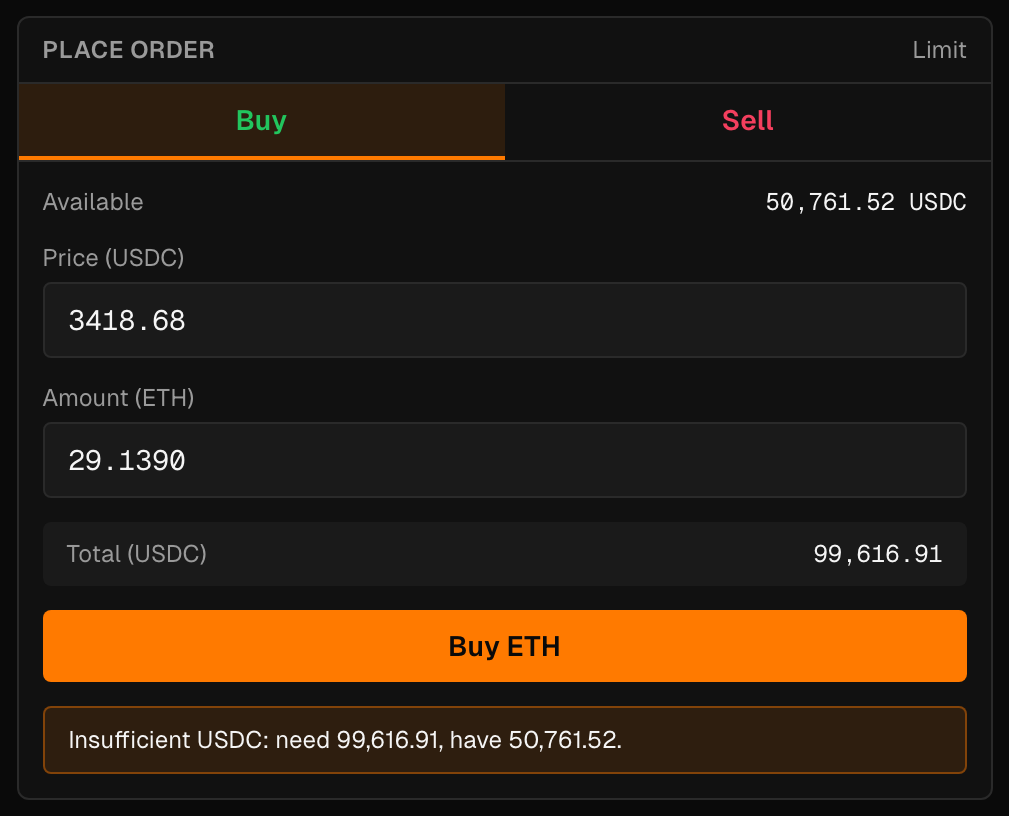 PLACE ORDER Limit
Buy Sell
Available 50,761.52 USDC
Price (USDC)
3418.68
Amount (ETH)
29.1390
Total (USDC) 99,616.91
Buy ETH
Insufficient USDC: need 99,616.91, have 50,761.52.